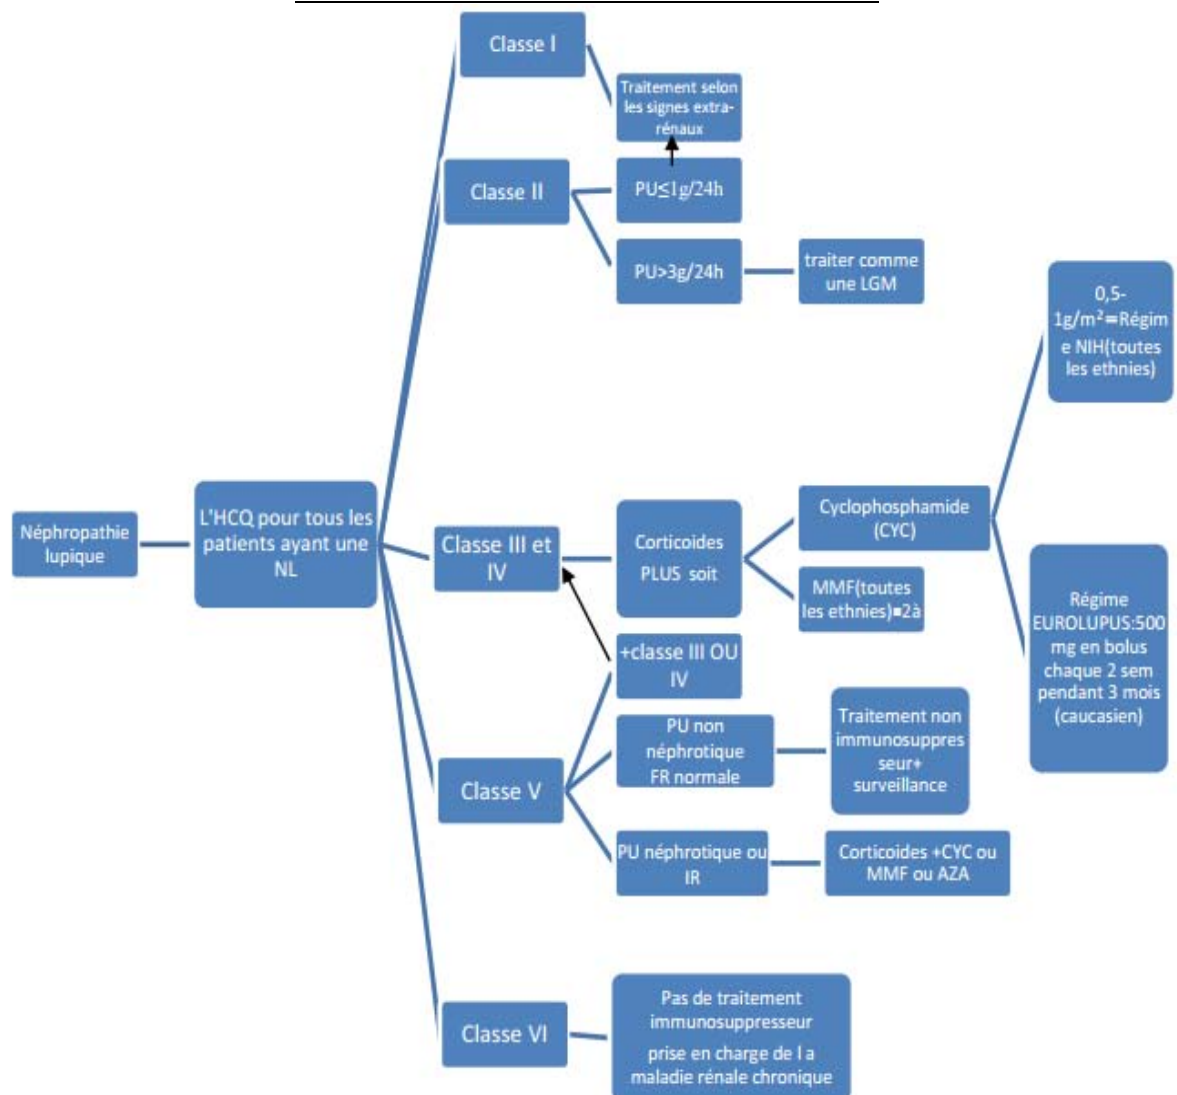 Classe I
Traitement selon
les signes extra-
rénaux
Classe II
PU≤1g/24h
PU>3g/24h
traiter comme
une LGM
0,5-
1g/m²=Régim
e NIH(toutes
les ethnies)
Néphropathie
lupique
L'HCQ pour tous les
patients ayant une
NL
Classe III et
IV
Corticoides
PLUS soit
Cyclophosphamide
(CYC)
MMF(toutes
les ethnies)=2à
Régime
EUROLUPUS:500
mg en bolus
chaque 2 sem
pendant 3 mois
(caucasien)
+classe III OU
IV
Classe V
PU non
néphrotique
FR normale
Traitement non
immunosuppres
seur+
surveillance
PU néphrotique ou
IR
Corticoides +CYC ou
MMF ou AZA
Classe VI
Pas de traitement
immunosuppresseur
prise en charge de l a
maladie rénale chronique